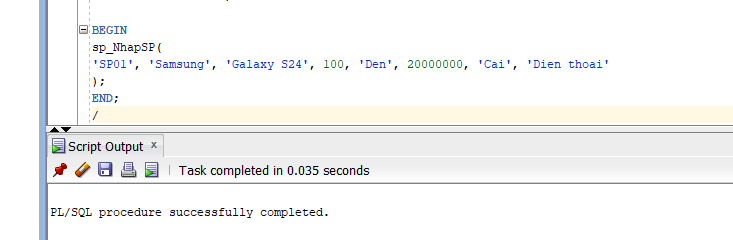 BEGIN
sp_NhapSP(
'SP01', 'Samsung', 'Galaxy S24', 100, 'Den', 20000000, 'Cai', 'Dien thoai'
);
END;
/
Script Output x
Task completed in 0.035 seconds
PL/SQL procedure successfully completed.